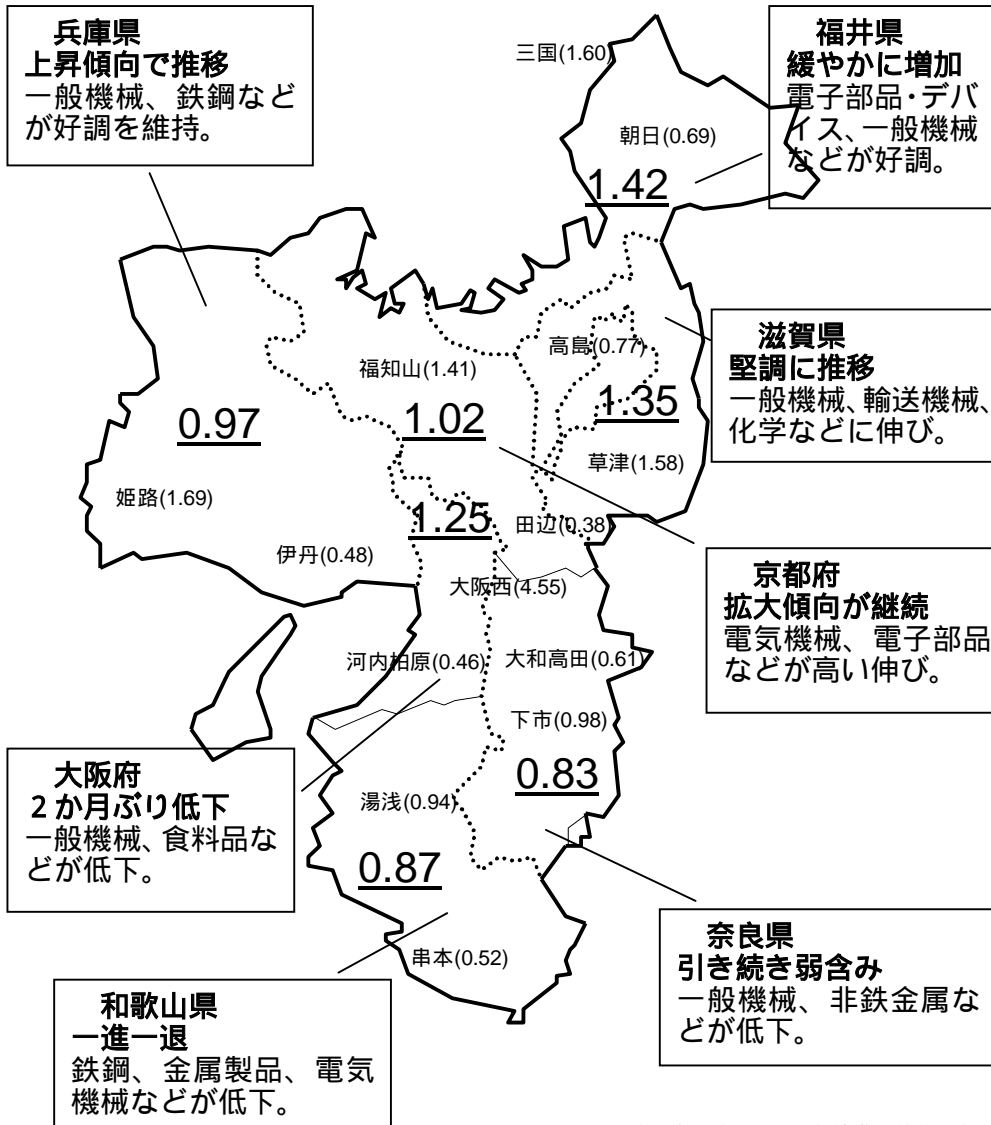 兵庫県
上昇傾向で推移
一般機械、鉄鋼など
が好調を維持。
福井県
緩やかに増加
電子部品・デバ
イス、一般機械
などが好調。
三国(1.60)
朝日(0.69)
1.42
滋賀県
堅調に推移
一般機械、輸送機械、
化学などに伸び。
高島(0.77)
福知山(1.41)
1.35
0.97
1.02
草津(1.58)
姫路(1.69)
1.25
田辺(0.38)
伊丹(0.48)
大阪西(4.55)
京都府
拡大傾向が継続
電気機械、電子部品
などが高い伸び。
河内柏原(0.46)
大和高田(0.61)
下市(0.98)
大阪府
2か月ぶり低下
一般機械、食料品な
どが低下。
0.83
湯浅(0.94)
0.87
串本(0.52)
奈良県
引き続き弱含み
一般機械、非鉄金属な
どが低下。
和歌山県
一進一退
鉄鋼、金属製品、電気
機械などが低下。